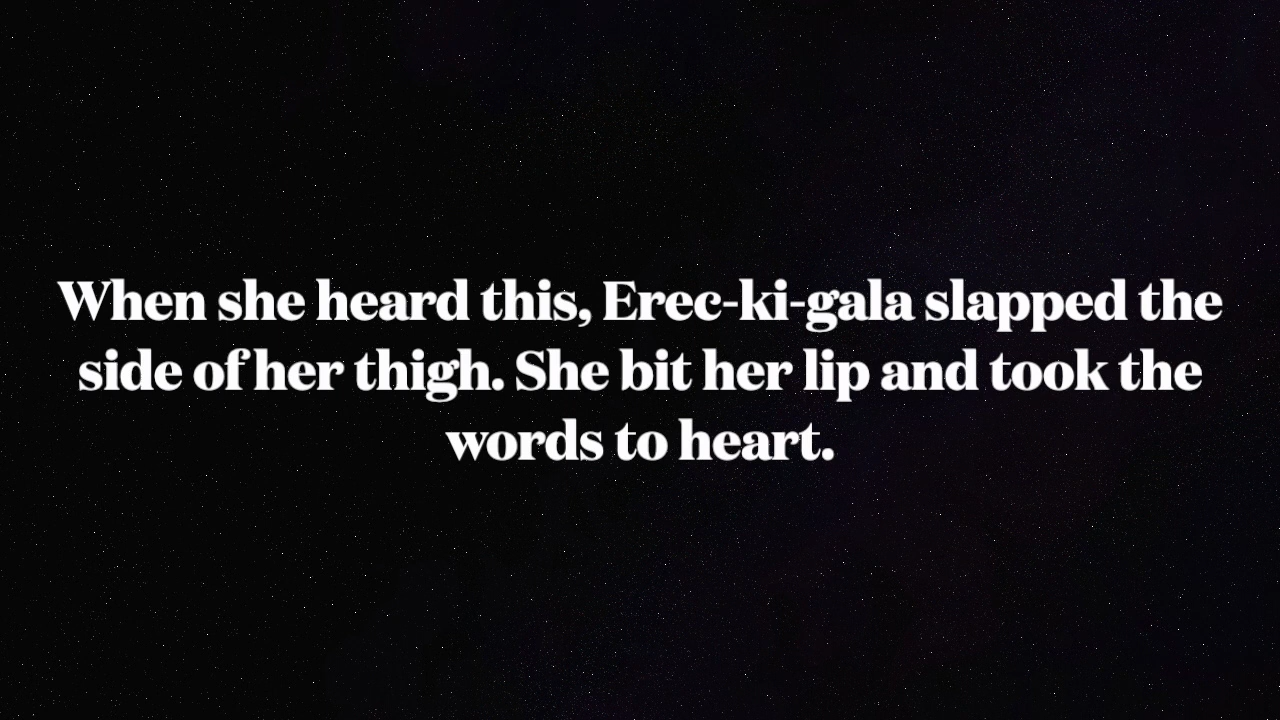 When she heard this, Erec-ki-gala slapped the
side of her thigh. She bit her lip and took the
words to heart.